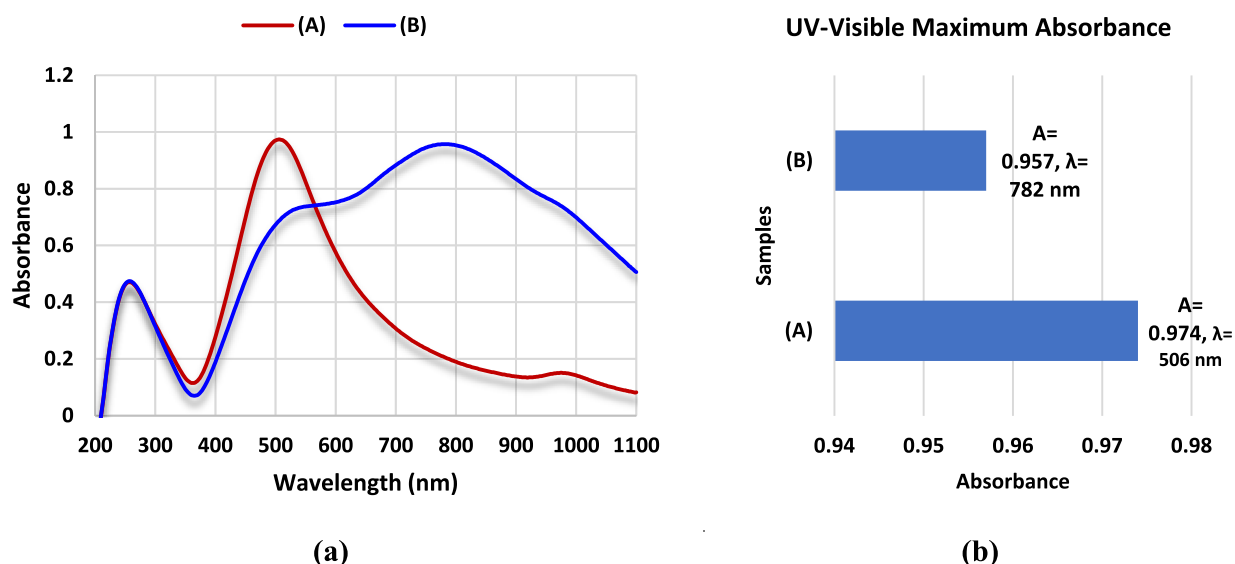 (A) (B)
1.2
1
0.8
0.6
0.4
0.2
0
Absorbance
200 300 400 500 600 700 800 900 1000 1100
Wavelength (nm)
(a)
UV-Visible Maximum Absorbance
Samples
(B)
A=
0.957, λ=
782 nm
(A)
A=
0.974, λ=
506 nm
0.94 0.95 0.96 0.97 0.98
Absorbance
(b)